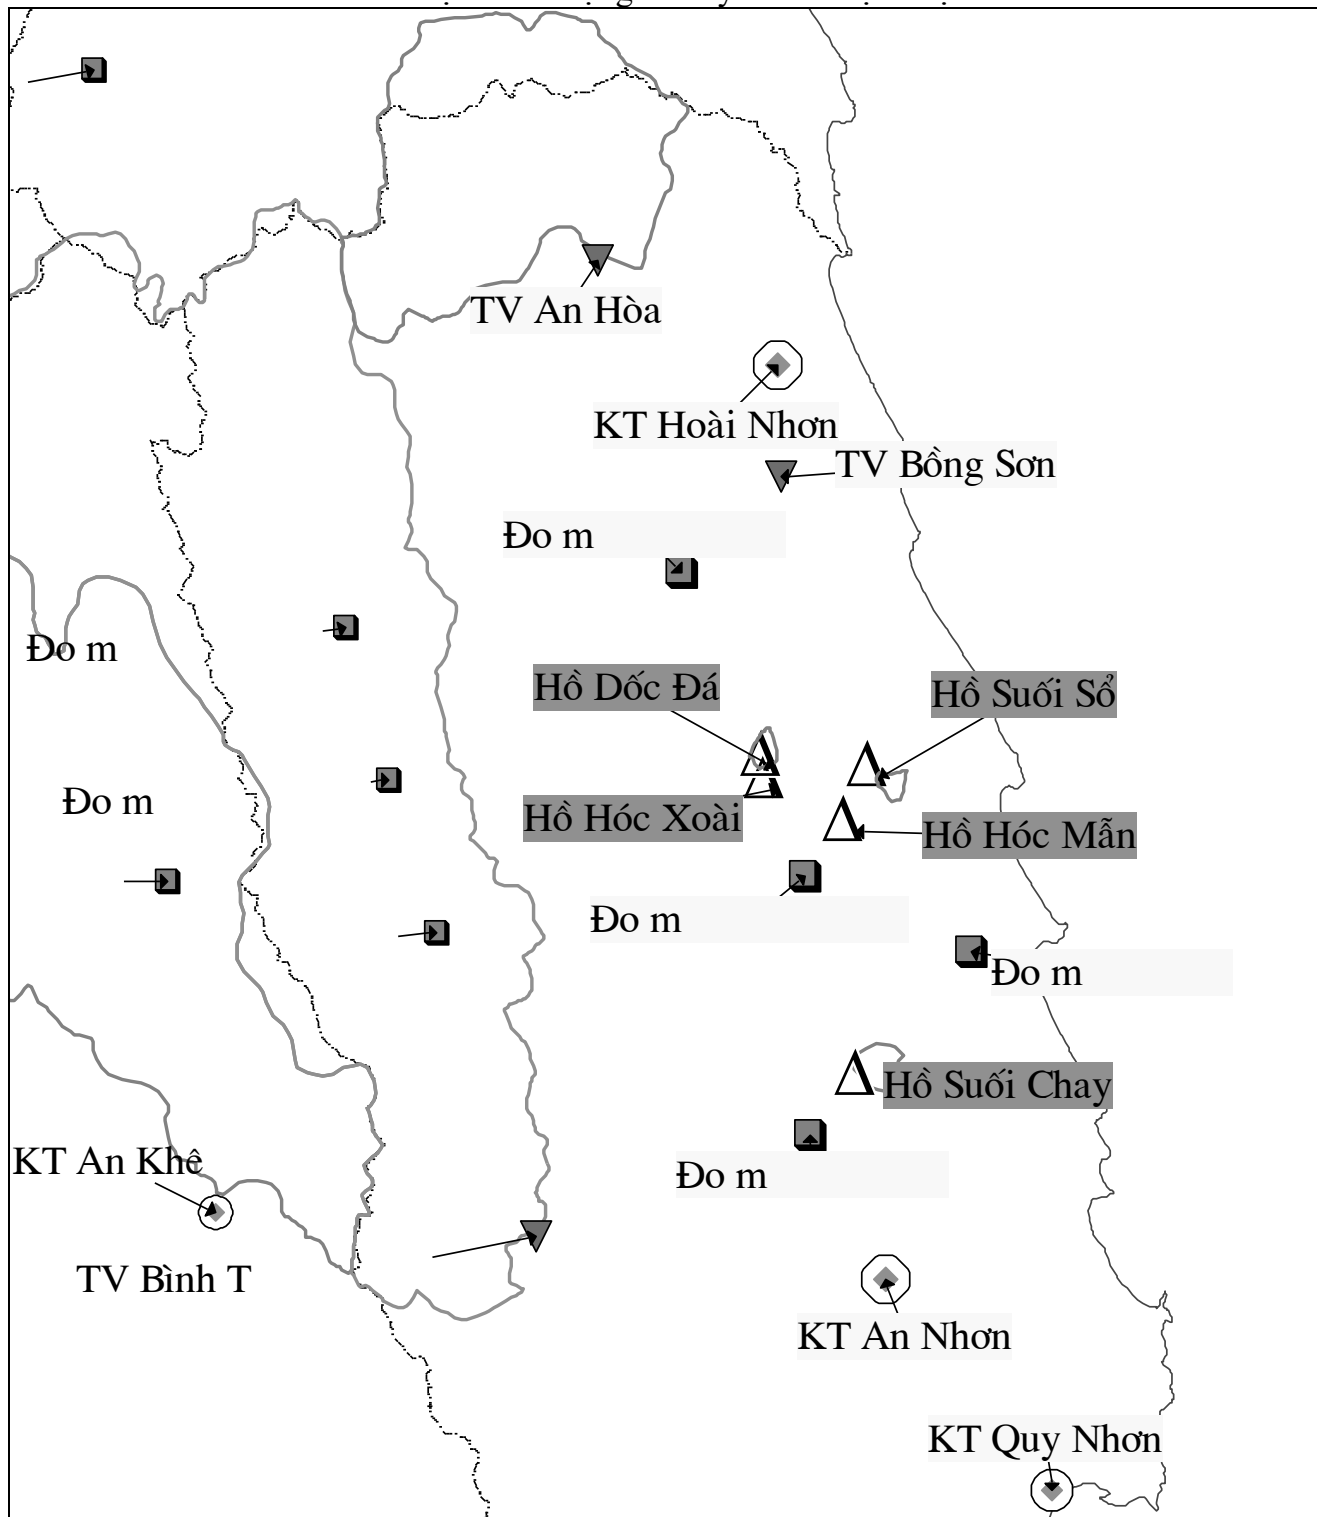 TV An Hòa
KT Hoài Nhơn
TV Bồng Sơn
Đo m
Đo m
Hồ Dốc Đá
Hồ Suối Sổ
Đo m
Hồ Hóc Xoài
Hồ Hóc Mẫn
Đo m
Đo m
Hồ Suối Chay
KT An Khê
Đo m
TV Bình T
KT An Nhơn
KT Quy Nhơn